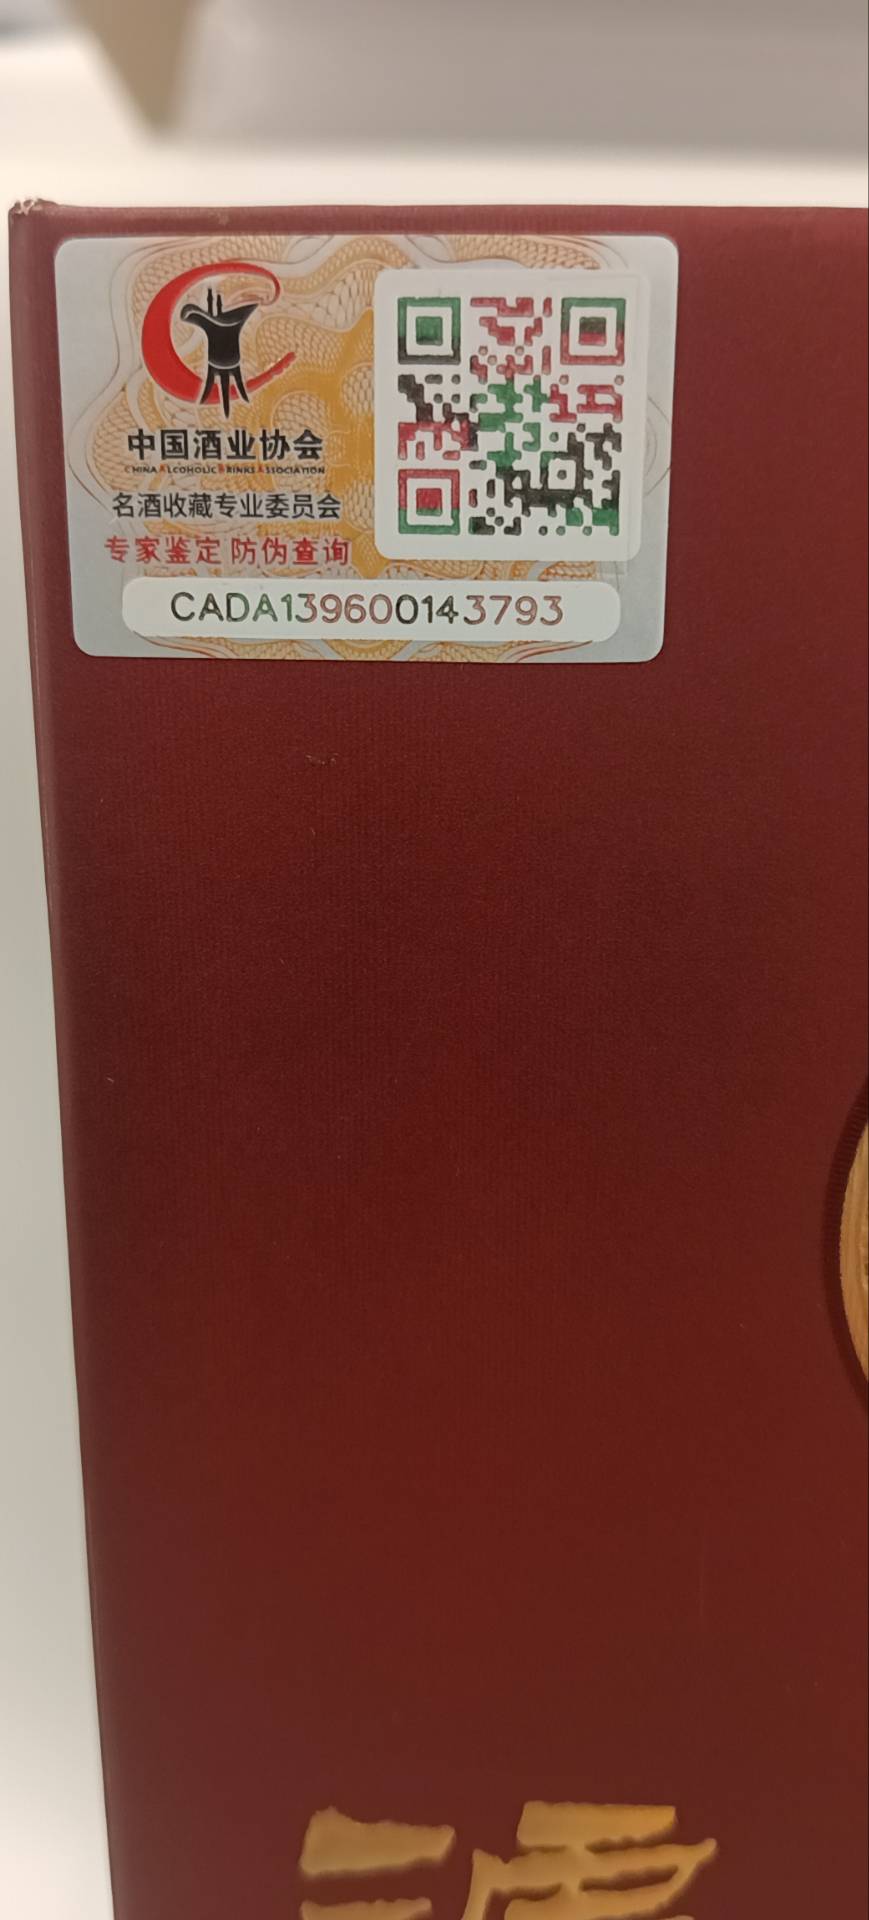 中国酒业协会
CHINA ALCOHOLIC DRINKS ASSOCIATION
名酒收藏专业委员会
专家鉴定 防伪查询
CADA139600143793